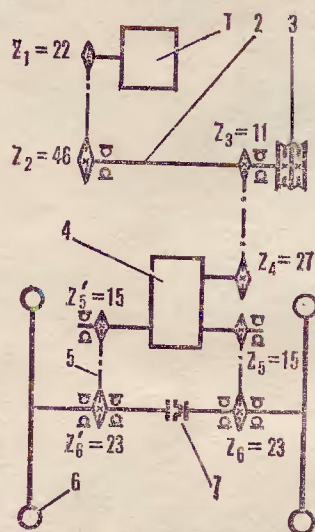 1 2 3
Z₁ = 22
Z₂ = 46
Z₃ = 11
4
Z₄ = 27
Z₅' = 15
Z₅ = 15
5
Z₆' = 23
Z₆ = 23
6 7